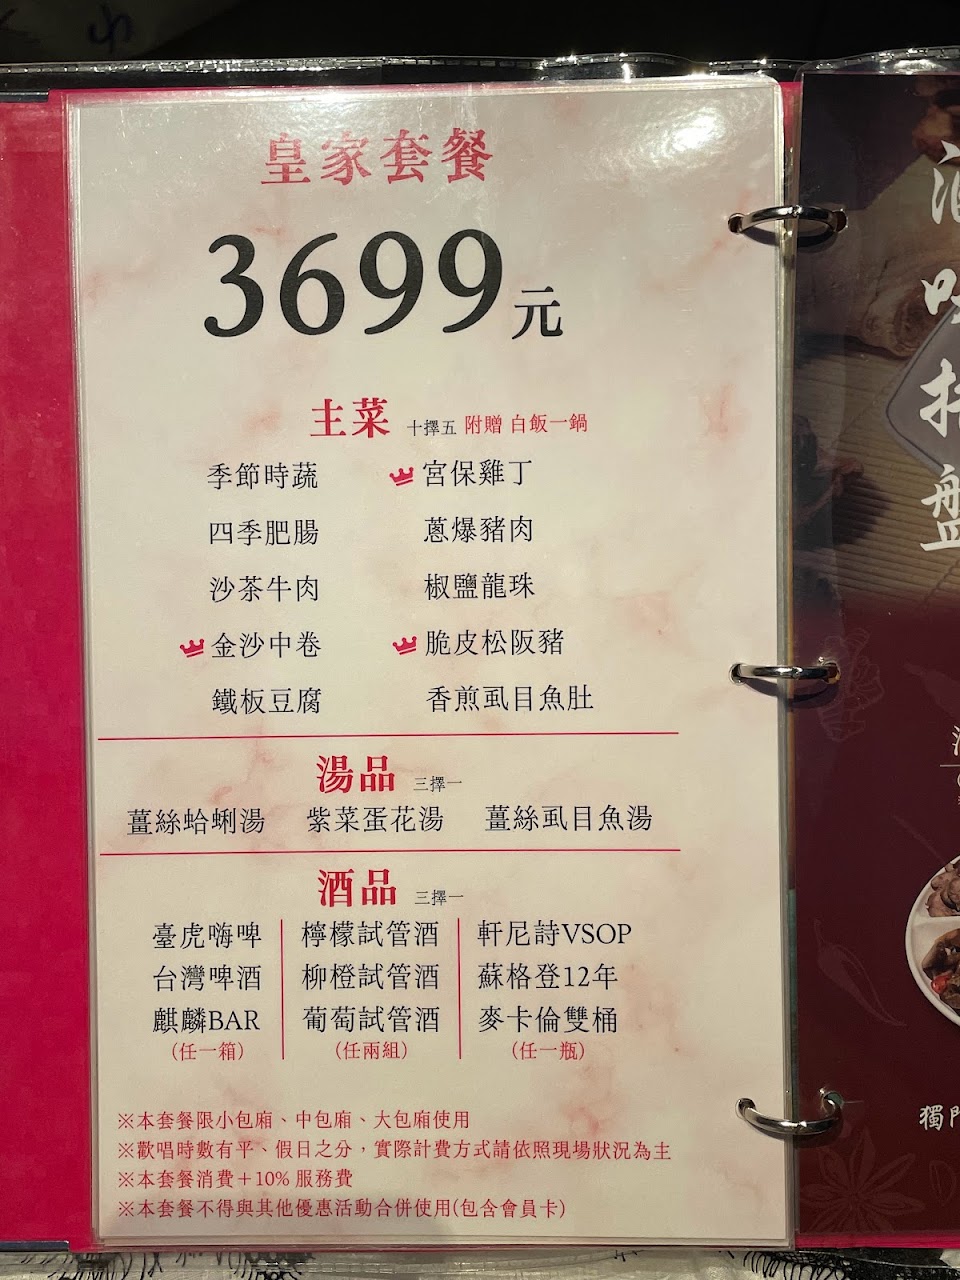 皇家套餐
3699元
主菜 十擇五 附贈 白飯一鍋
季節時蔬 宮保雞丁
四季肥腸 蔥爆豬肉
沙茶牛肉 椒鹽龍珠
金沙中卷 脆皮松阪豬
鐵板豆腐 香煎虱目魚肚
湯品 三擇一
薑絲蛤蜊湯 紫菜蛋花湯 薑絲虱目魚湯
酒品 三擇一
臺虎嗨啤 檸檬試管酒 軒尼詩VSOP
台灣啤酒 柳橙試管酒 蘇格登12年
麒麟BAR 葡萄試管酒 麥卡倫雙桶
(任一箱) (任兩組) (任一瓶)
※本套餐限小包廂、中包廂、大包廂使用
※歡唱時數有平、假日之分，實際計費方式請依照現場狀況為主
※本套餐消費＋10% 服務費
※本套餐不得與其他優惠活動合併使用(包含會員卡)
盤
獨門